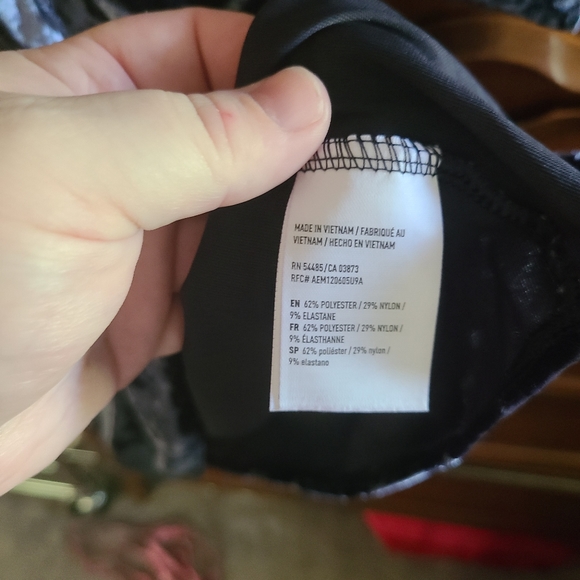 MADE IN VIETNAM / FABRIQUÉ AU
VIETNAM / HECHO EN VIETNAM
RN 54485/CA 03873
RFC# AEM120605U9A
EN 62% POLYESTER / 29% NYLON /
9% ELASTANE
FR 62% POLYESTER / 29% NYLON /
9% ÉLASTHANNE
SP 62% poliéster / 29% nylon /
9% elastano